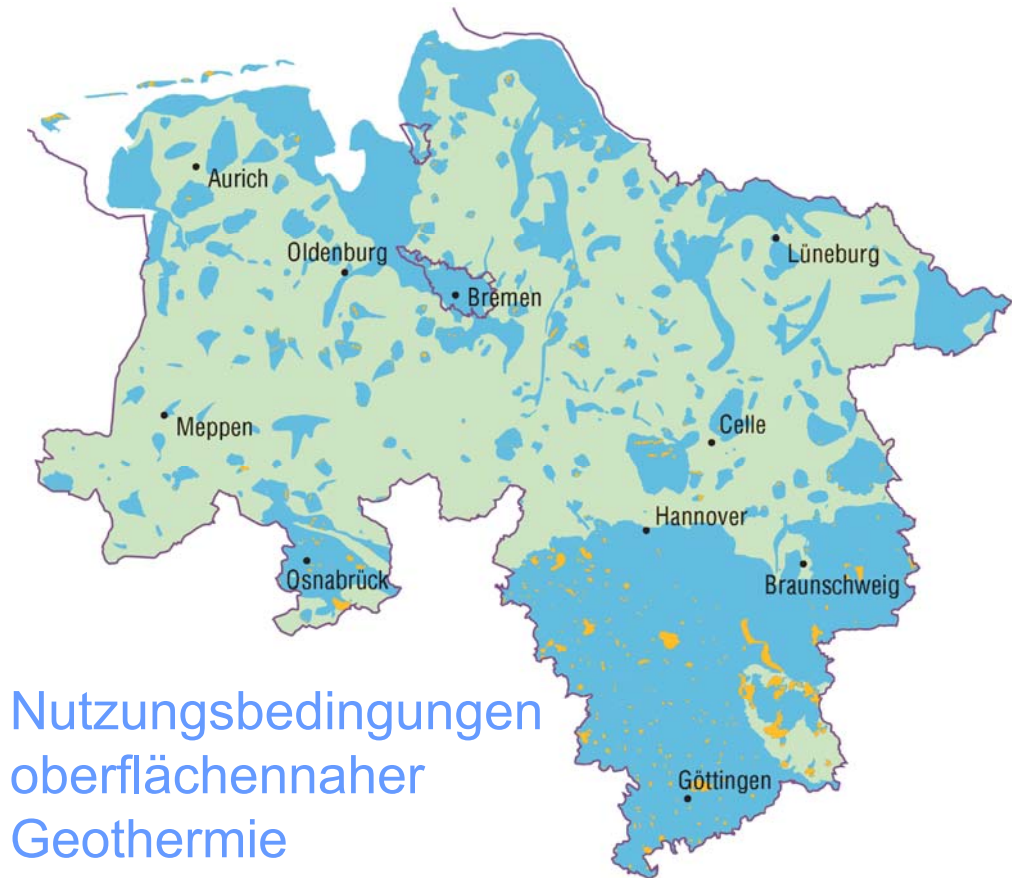 Aurich
Oldenburg
Lüneburg
Bremen
Meppen
Celle
Hannover
Osnabrück
Braunschweig
Göttingen
Nutzungsbedingungen
oberflächennaher
Geothermie